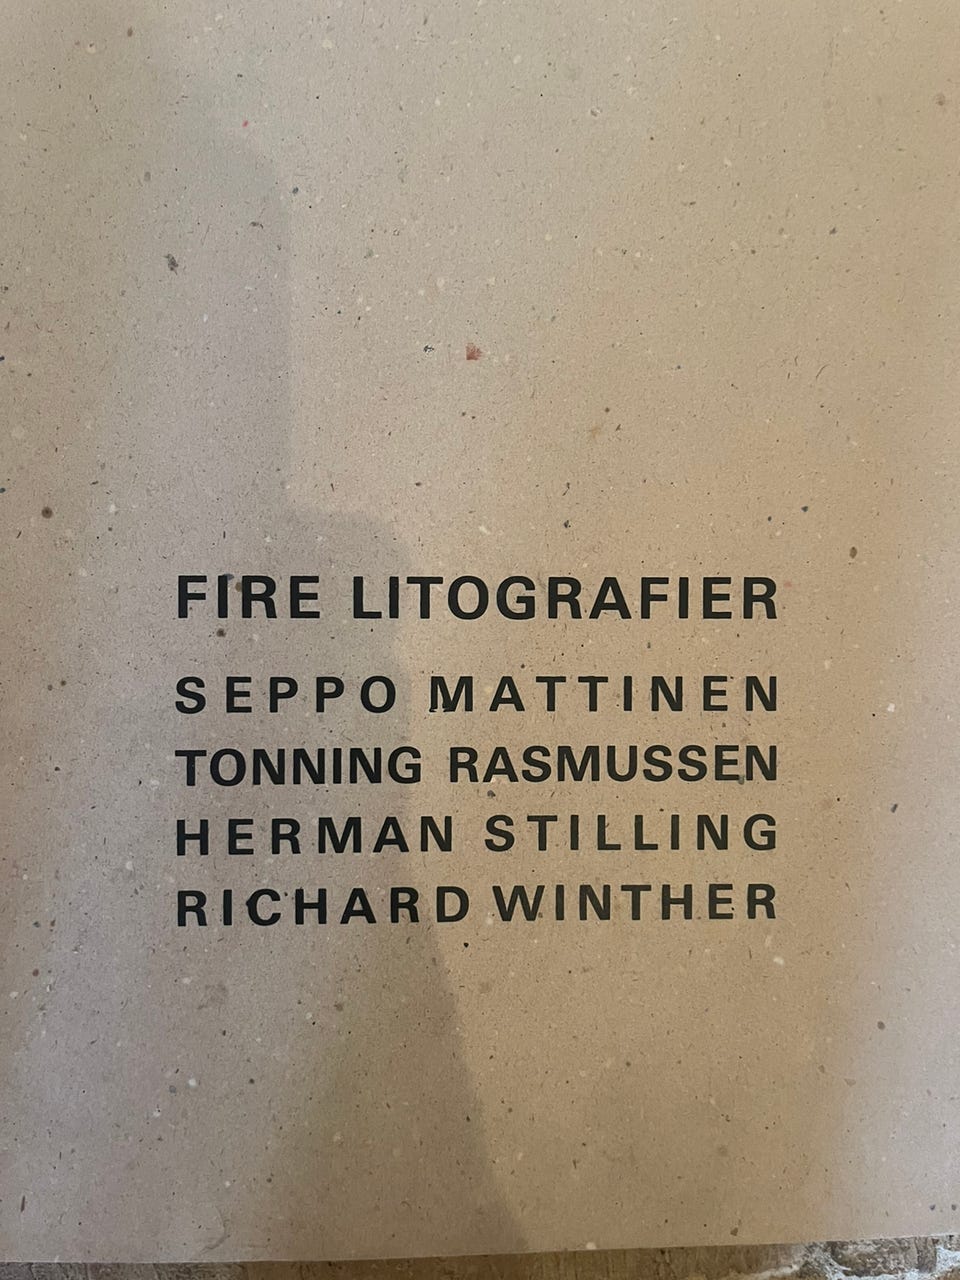 FIRE LITOGRAFIER
SEPPO MATTINEN
TONNING RASMUSSEN
HERMAN STILLING
RICHARD WINTHER